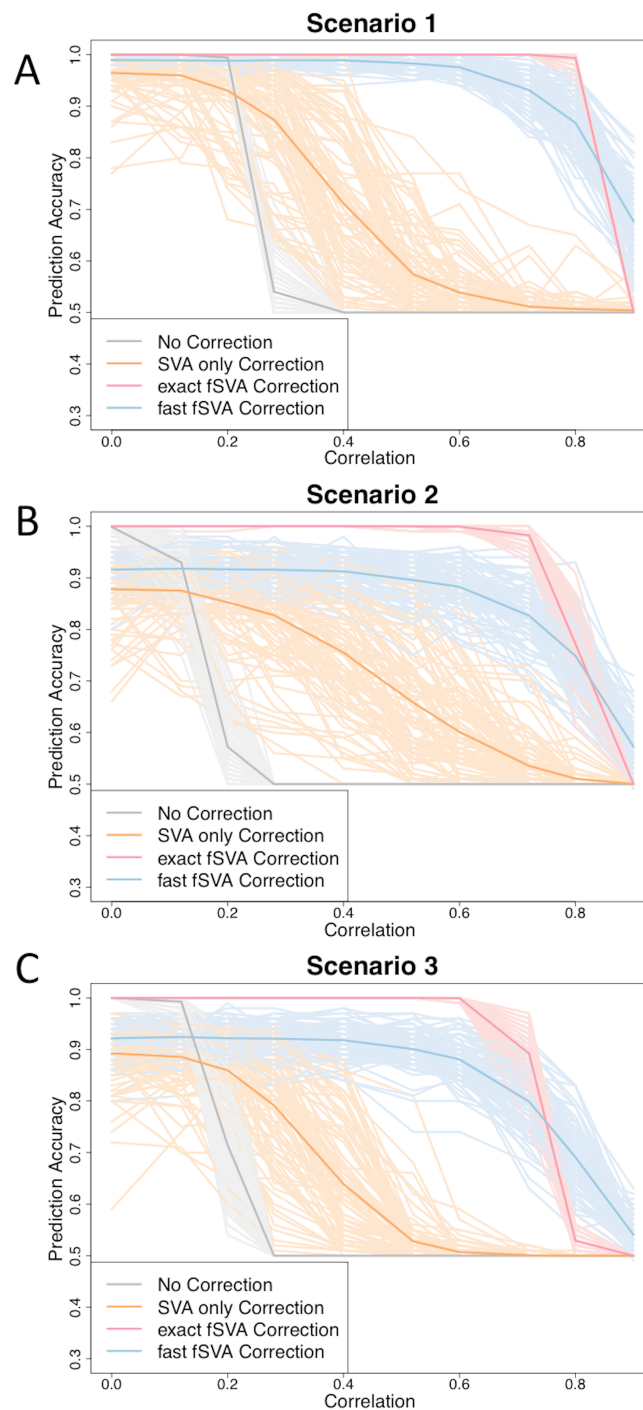 Scenario 1
A
1.0
0.9
0.8
0.7
0.6
0.5
0.4
0.3
Prediction Accuracy
No Correction
SVA only Correction
exact fSVA Correction
fast fSVA Correction
0.0 0.2 0.4 0.6 0.8
Correlation
Scenario 2
B
1.0
0.9
0.8
0.7
0.6
0.5
0.4
0.3
Prediction Accuracy
No Correction
SVA only Correction
exact fSVA Correction
fast fSVA Correction
0.0 0.2 0.4 0.6 0.8
Correlation
Scenario 3
C
1.0
0.9
0.8
0.7
0.6
0.5
0.4
0.3
Prediction Accuracy
No Correction
SVA only Correction
exact fSVA Correction
fast fSVA Correction
0.0 0.2 0.4 0.6 0.8
Correlation